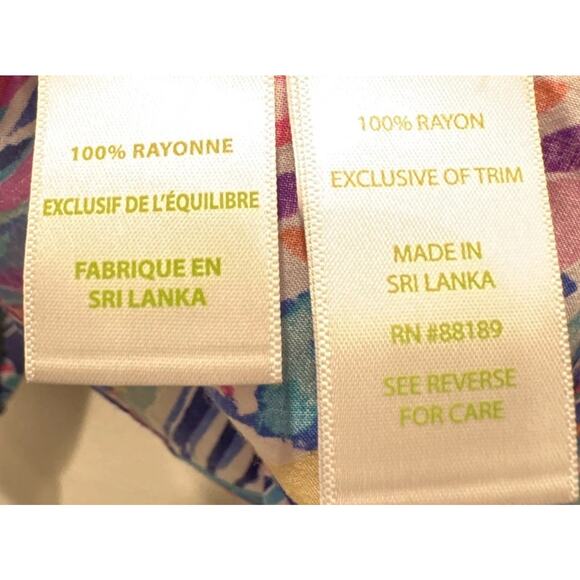 100% RAYONNE
EXCLUSIF DE L'ÉQUILIBRE
FABRIQUE EN
SRI LANKA
100% RAYON
EXCLUSIVE OF TRIM
MADE IN
SRI LANKA
RN #88189
SEE REVERSE
FOR CARE